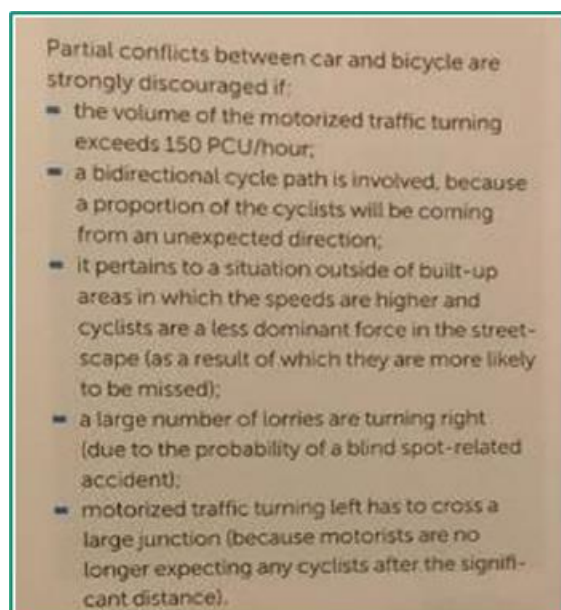 Partial conflicts between car and bicycle are
strongly discouraged if:
- the volume of the motorized traffic turning
exceeds 150 PCU/hour;
- a bidirectional cycle path is involved, because
a proportion of the cyclists will be coming
from an unexpected direction;
- it pertains to a situation outside of built-up
areas in which the speeds are higher and
cyclists are a less dominant force in the street-
scape (as a result of which they are more likely
to be missed);
- a large number of lorries are turning right
(due to the probability of a blind spot-related
accident);
- motorized traffic turning left has to cross a
large junction (because motorists are no
longer expecting any cyclists after the signifi-
cant distance).